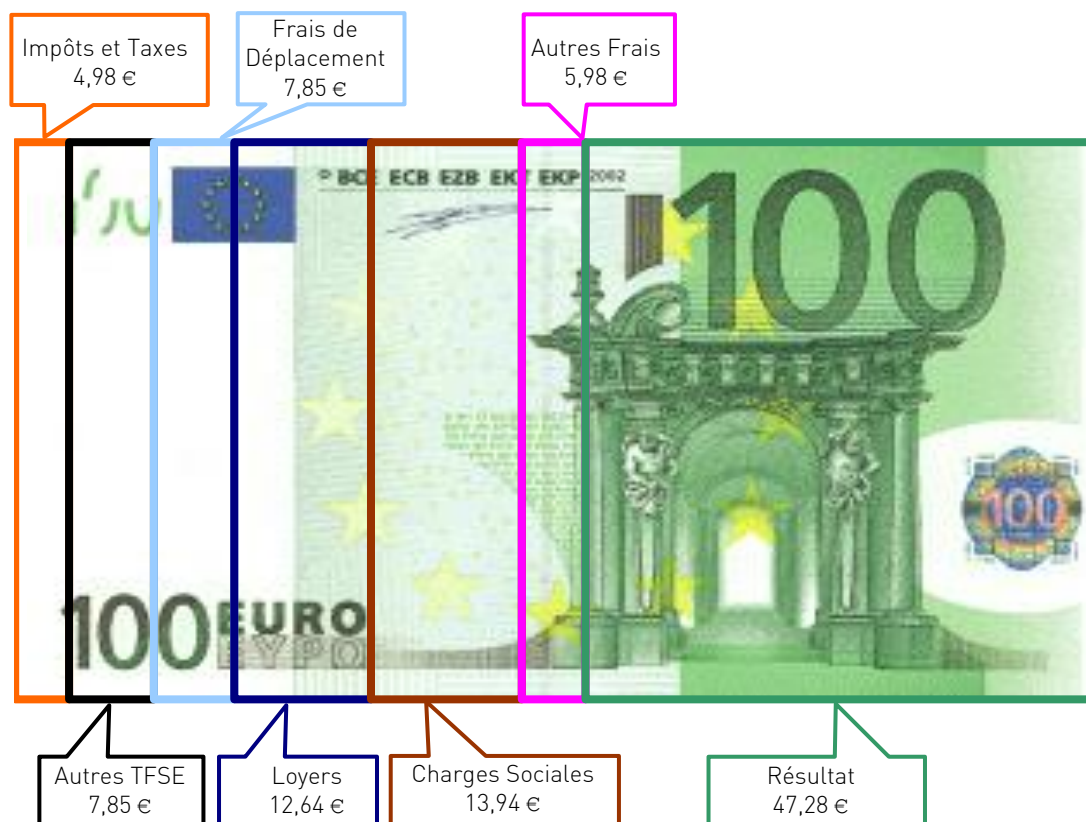 Impôts et Taxes
4,98 €
Frais de
Déplacement
7,85 €
Autres Frais
5,98 €
BCE ECB EZB EKT EKP 2002
100
100
100 EURO
ΕΥΡΩ
Autres TFSE
7,85 €
Loyers
12,64 €
Charges Sociales
13,94 €
Résultat
47,28 €